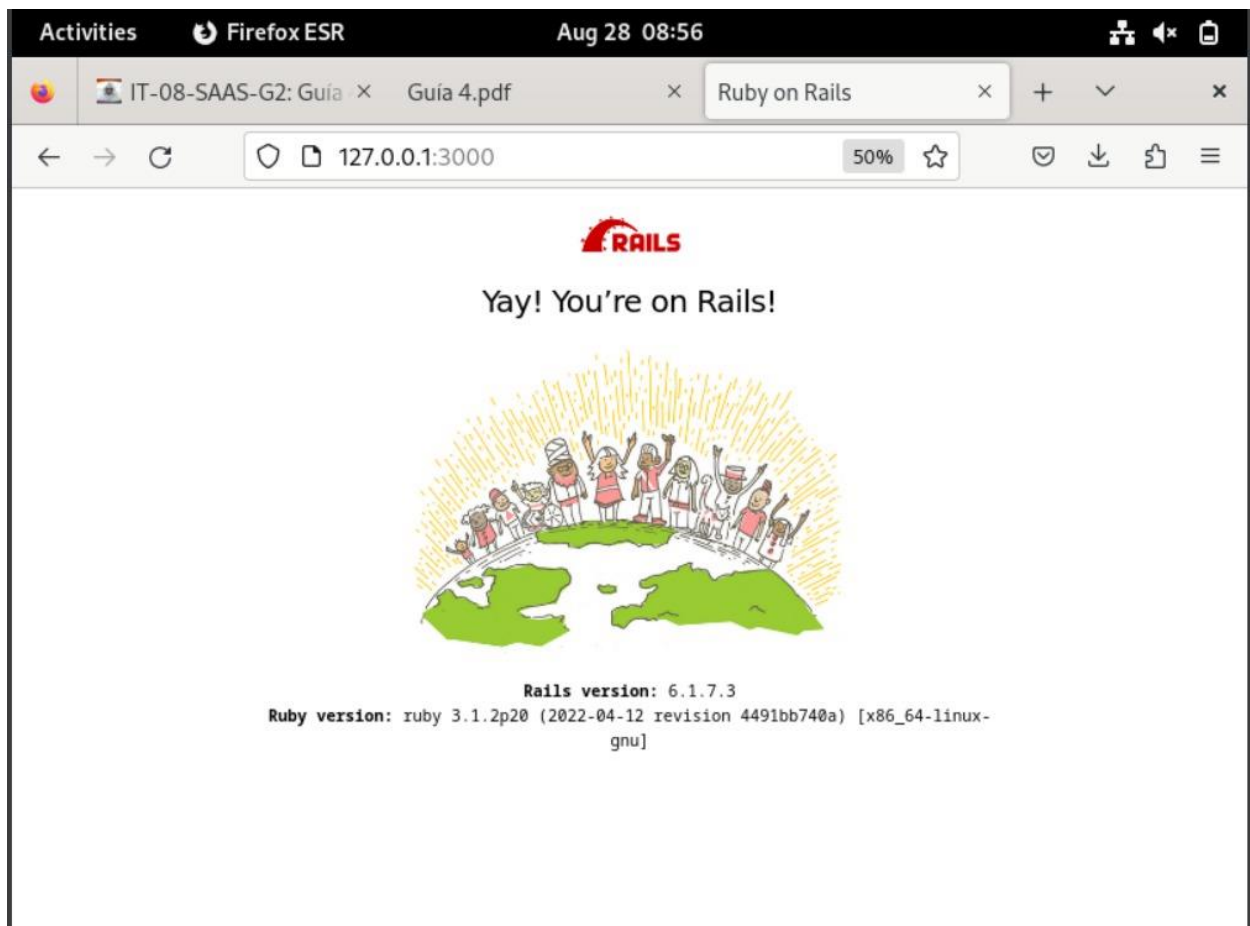 Activities Firefox ESR Aug 28 08:56
IT-08-SAAS-G2: Guía Guía 4.pdf Ruby on Rails
127.0.0.1:3000 50%
RAILS
Yay! You’re on Rails!
Rails version: 6.1.7.3
Ruby version: ruby 3.1.2p20 (2022-04-12 revision 4491bb740a) [x86_64-linux-
gnu]